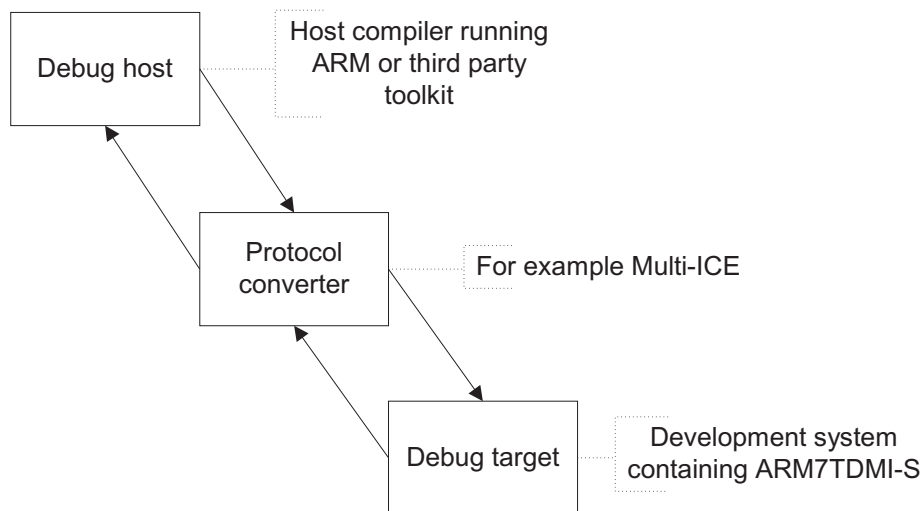 Debug host
Host compiler running
ARM or third party
toolkit
Protocol
converter
For example Multi-ICE
Debug target
Development system
containing ARM7TDMI-S